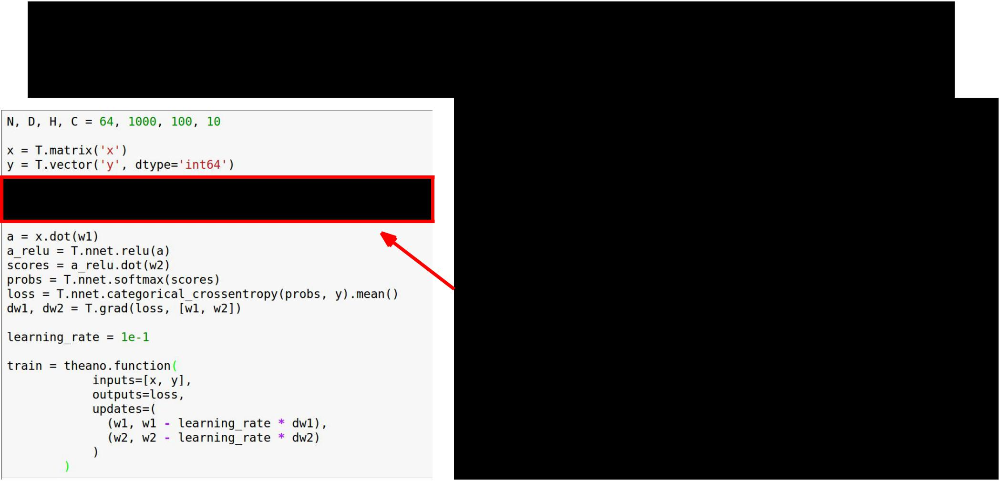 N, D, H, C = 64, 1000, 100, 10
x = T.matrix('x')
y = T.vector('y', dtype='int64')
a = x.dot(w1)
a_relu = T.nnet.relu(a)
scores = a_relu.dot(w2)
probs = T.nnet.softmax(scores)
loss = T.nnet.categorical_crossentropy(probs, y).mean()
dw1, dw2 = T.grad(loss, [w1, w2])
learning_rate = 1e-1
train = theano.function(
inputs=[x, y],
outputs=loss,
updates=(
(w1, w1 - learning_rate * dw1),
(w2, w2 - learning_rate * dw2)
)
)